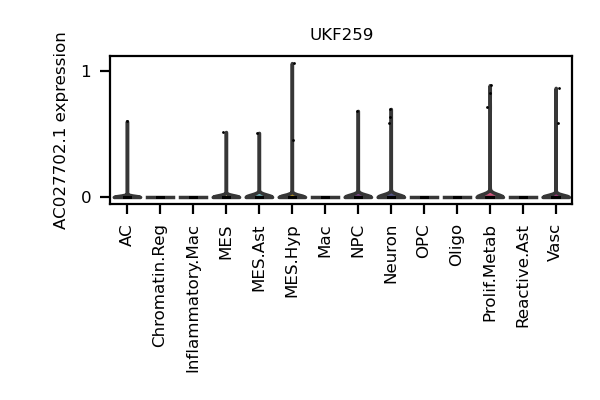 UKF259
AC027702.1 expression
1
0
AC
Chromatin.Reg
Inflammatory.Mac
MES
MES.Ast
MES.Hyp
Mac
NPC
Neuron
OPC
Oligo
Prolif.Metab
Reactive.Ast
Vasc